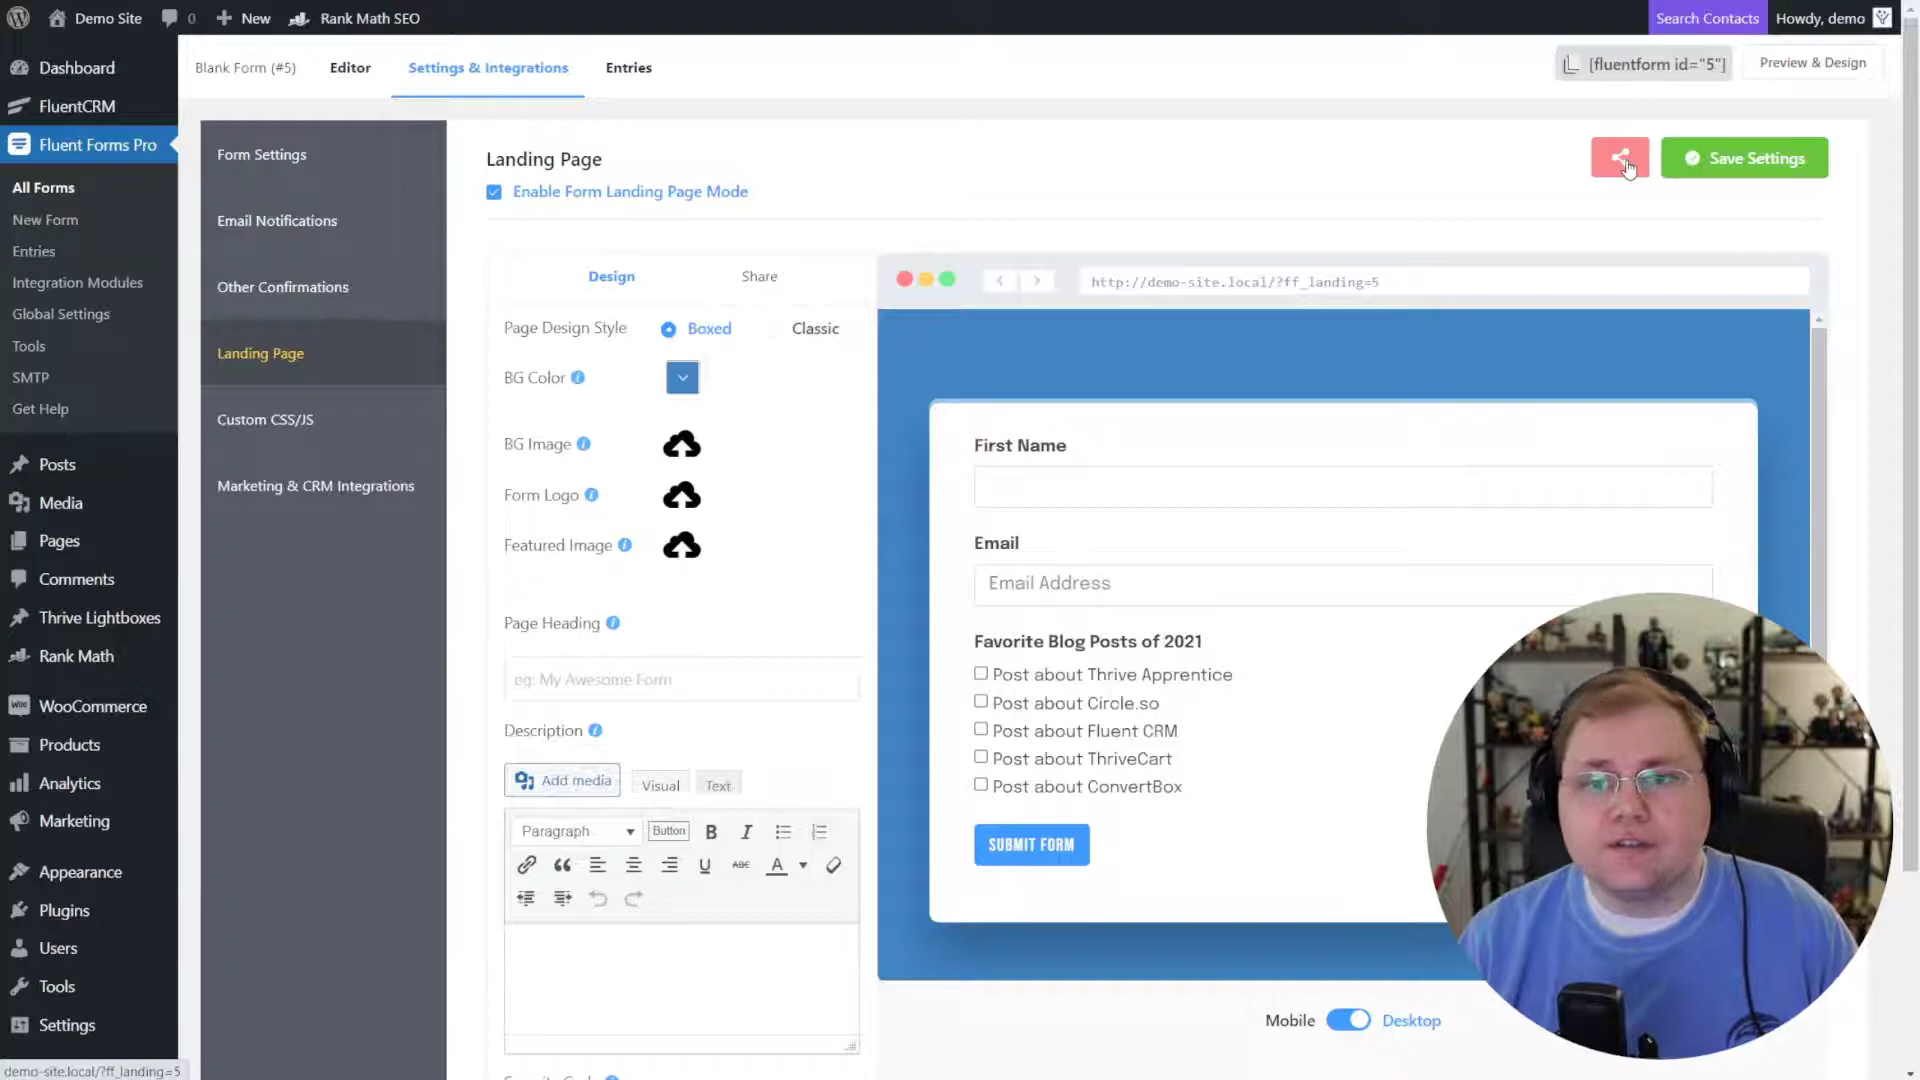 Demo Site
0
New
Rank Math SEO
Search Contacts
Howdy, demo
Dashboard
FluentCRM
Fluent Forms Pro
All Forms
New Form
Entries
Integration Modules
Global Settings
Tools
SMTP
Get Help
Posts
Media
Pages
Comments
Thrive Lightboxes
Rank Math
WooCommerce
Products
Analytics
Marketing
Appearance
Plugins
Users
Tools
Settings
demo-site.local/?ff_landing=5
Blank Form (#5)
Editor
Settings & Integrations
Entries
[fluentform id="5"]
Preview & Design
Form Settings
Email Notifications
Other Confirmations
Landing Page
Custom CSS/JS
Marketing & CRM Integrations
Landing Page
Enable Form Landing Page Mode
Save Settings
Design
Share
Page Design Style
Boxed
Classic
BG Color
BG Image
Form Logo
Featured Image
Page Heading
eg: My Awesome Form
Description
Add media
Visual
Text
Paragraph
Button
B
I
U
ABC
A
http://demo-site.local/?ff_landing=5
First Name
Email
Email Address
Favorite Blog Posts of 2021
Post about Thrive Apprentice
Post about Circle.so
Post about Fluent CRM
Post about ThriveCart
Post about ConvertBox
SUBMIT FORM
Mobile
Desktop